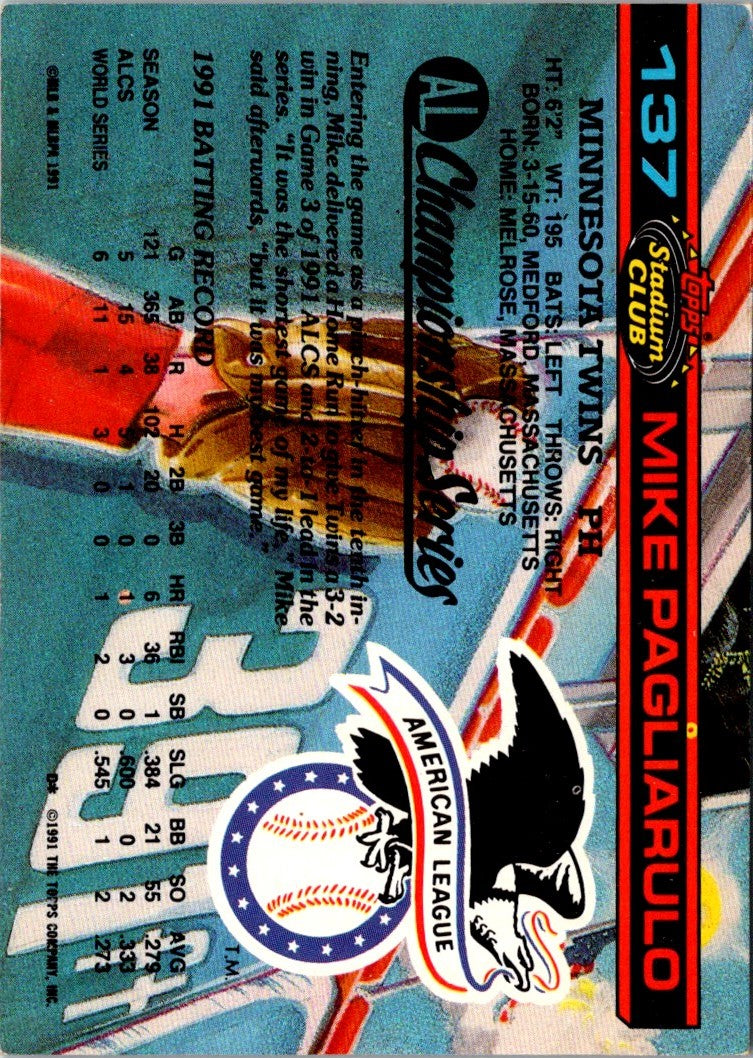 137 topps Stadium CLUB MIKE PAGLIARULO
MINNESOTA TWINS PH
HT: 6'2" WT: 195 BATS: LEFT THROWS: RIGHT
BORN: 3-15-60, MEDFORD, MASSACHUSETTS
HOME: MELROSE, MASSACHUSETTS
AL Championship Series
Entering the game as a pinch-hitter in the tenth in-
ning, Mike delivered a Home Run to give Twins a 3-2
win in Game 3 of 1991 ALCS and 2-to-1 lead in the
series. "It was the shortest game of my life," Mike
said afterwards, "but it was my best game."
AMERICAN LEAGUE
T.M.
1991 BATTING RECORD
G AB R H 2B 3B HR RBI SB SLG BB SO AVG
SEASON 121 365 38 102 20 0 6 36 1 .384 21 55 .279
ALCS 5 15 4 5 1 0 1 3 0 .600 0 2 .333
WORLD SERIES 6 11 1 3 0 0 1 2 0 .545 1 2 .273
©MLB & MLBPA 1991
D* ©1991 THE TOPPS COMPANY, INC.